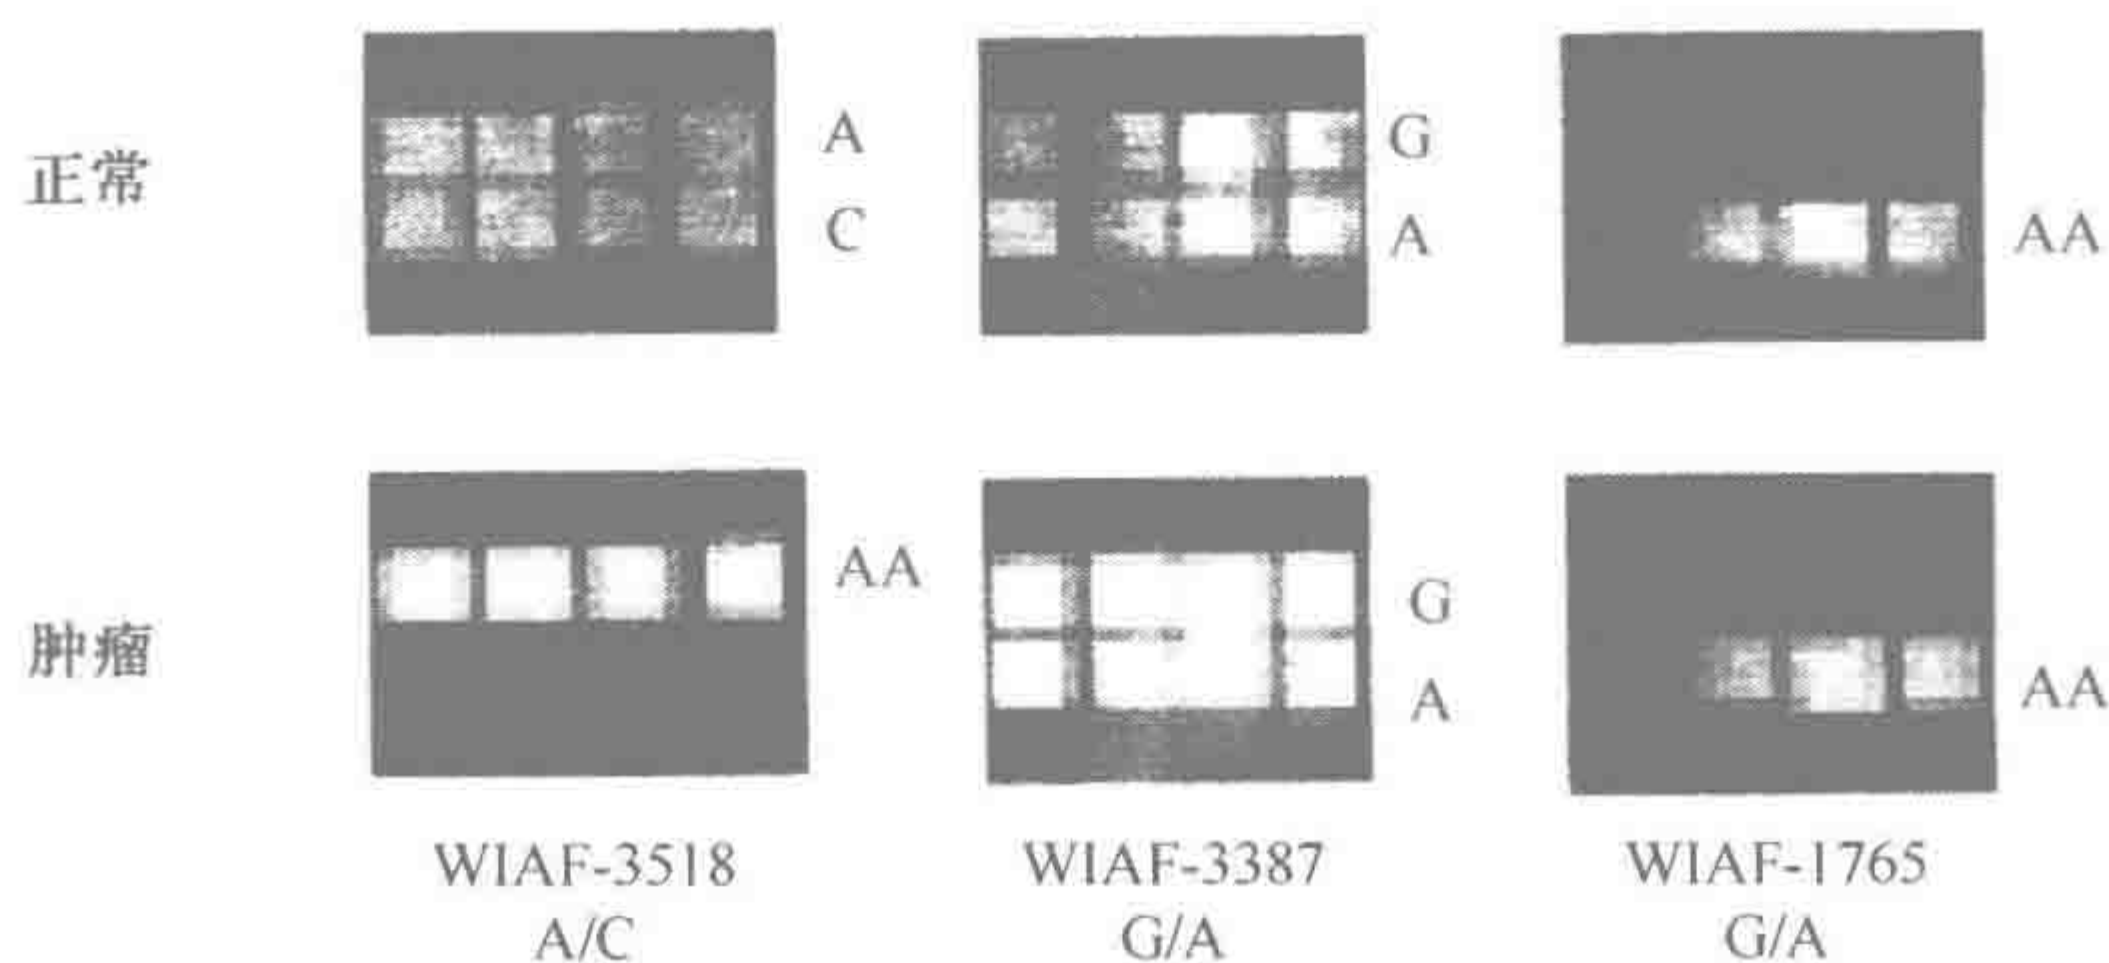 正常
A
C
G
A
AA
肿瘤
AA
G
A
AA
WIAF-3518
A/C
WIAF-3387
G/A
WIAF-1765
G/A